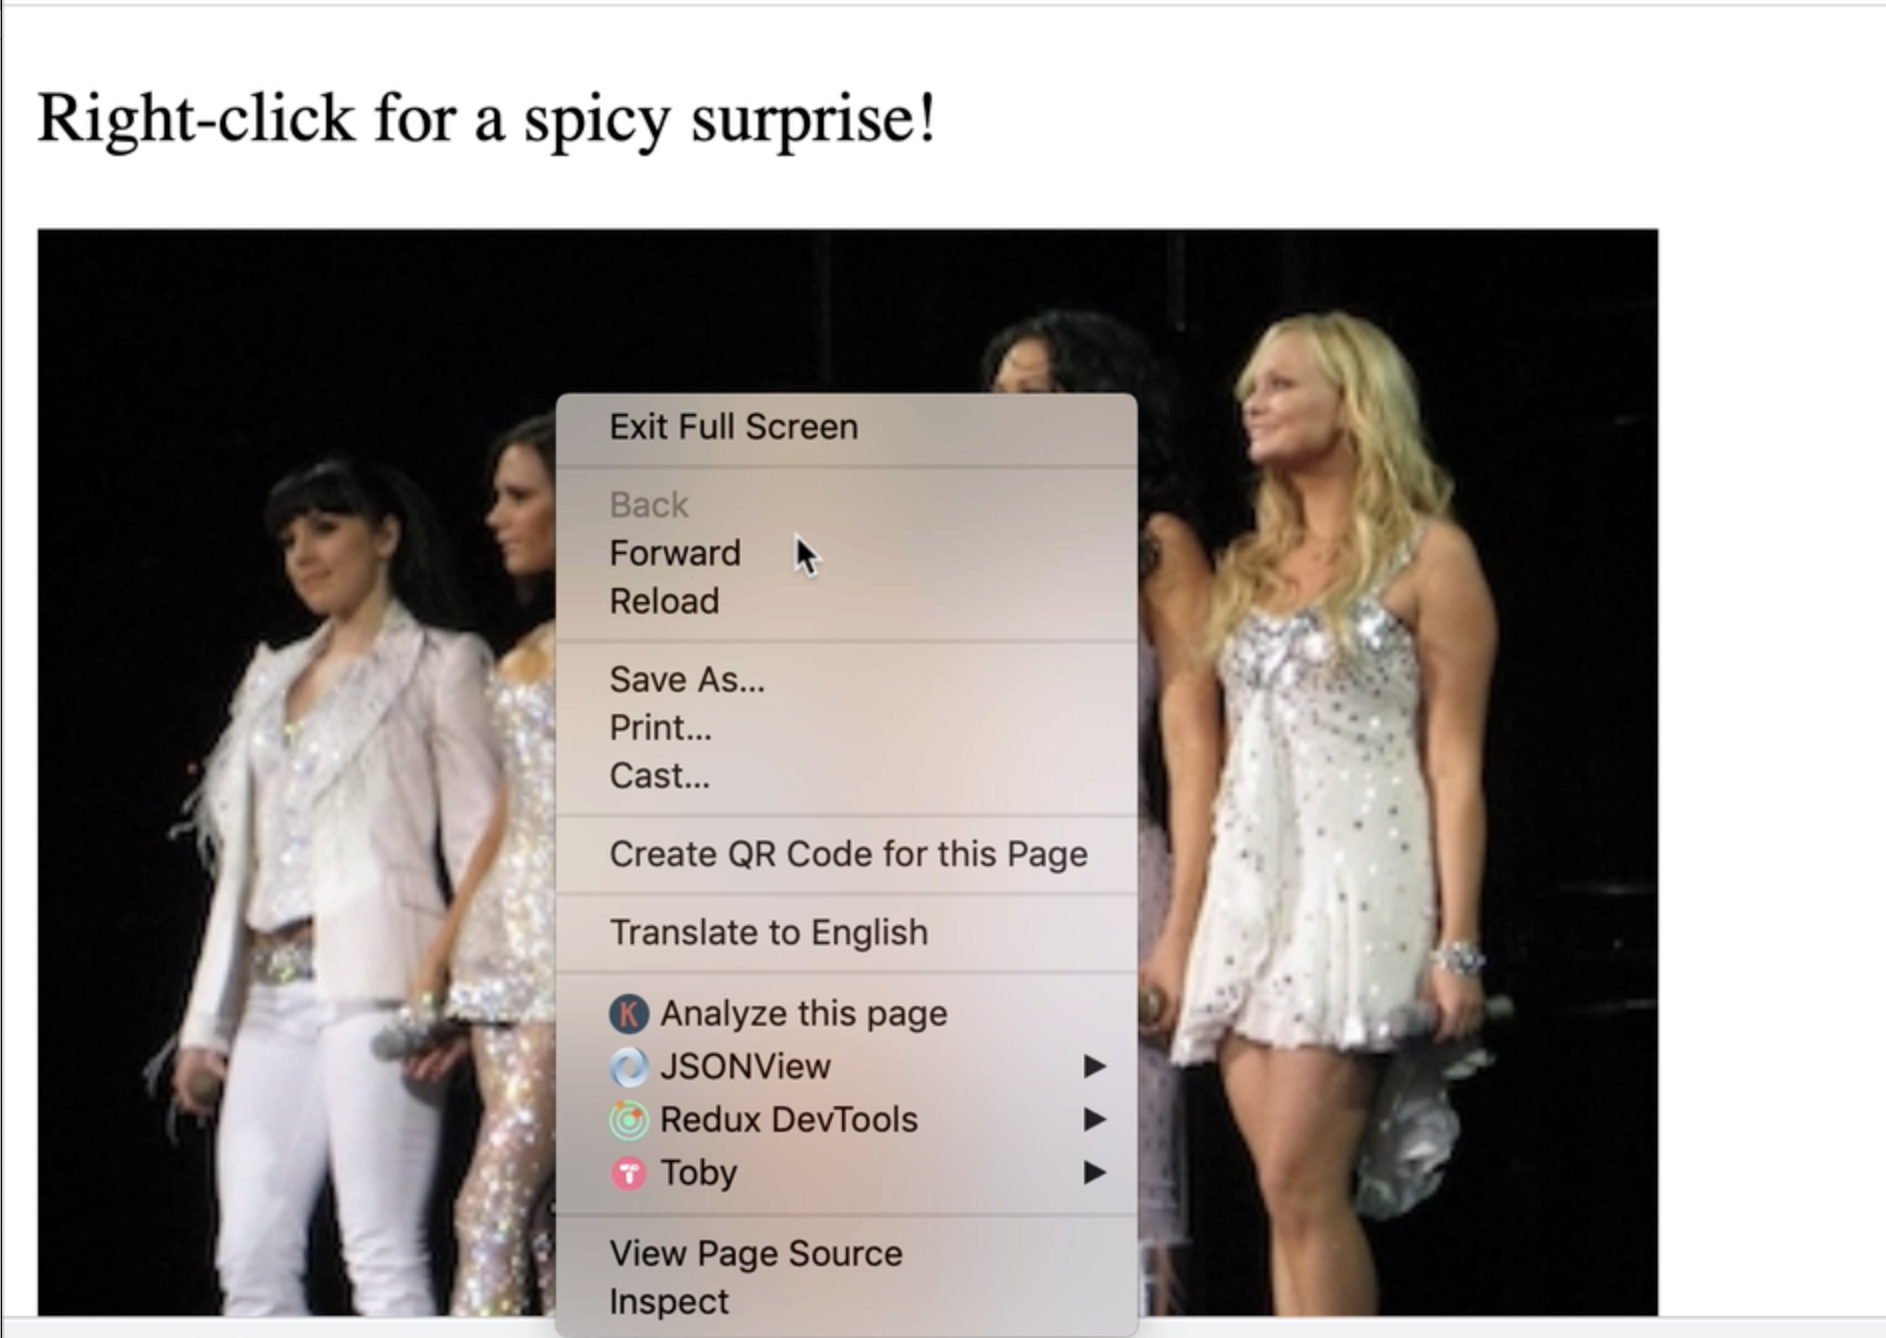 Right-click for a spicy surprise!
Exit Full Screen
Back
Forward
Reload
Save As...
Print...
Cast...
Create QR Code for this Page
Translate to English
K Analyze this page
JSONView
Redux DevTools
T Toby
View Page Source
Inspect